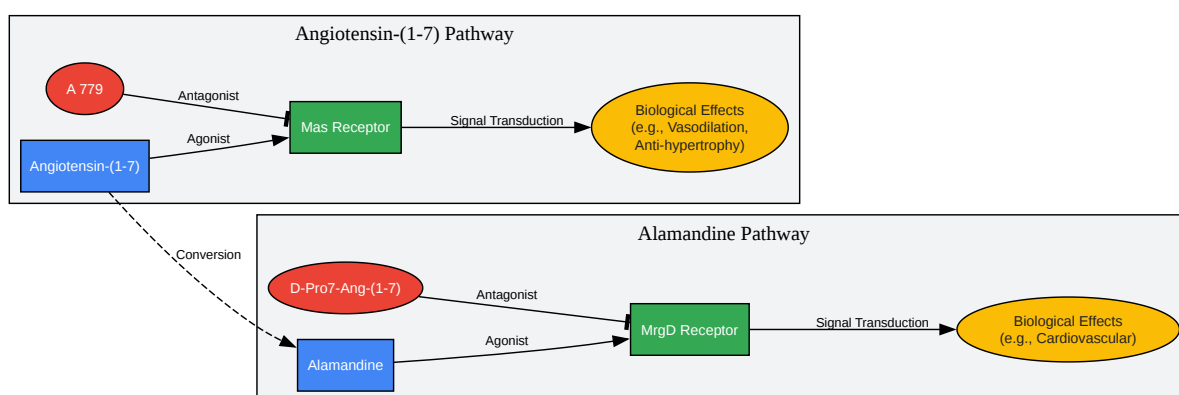 Angiotensin-(1-7) Pathway
A 779
Antagonist
Mas Receptor
Signal Transduction
Biological Effects
(e.g., Vasodilation,
Anti-hypertrophy)
Agonist
Angiotensin-(1-7)
Conversion
Alamandine Pathway
D-Pro7-Ang-(1-7)
Antagonist
MrgD Receptor
Signal Transduction
Biological Effects
(e.g., Cardiovascular)
Agonist
Alamandine